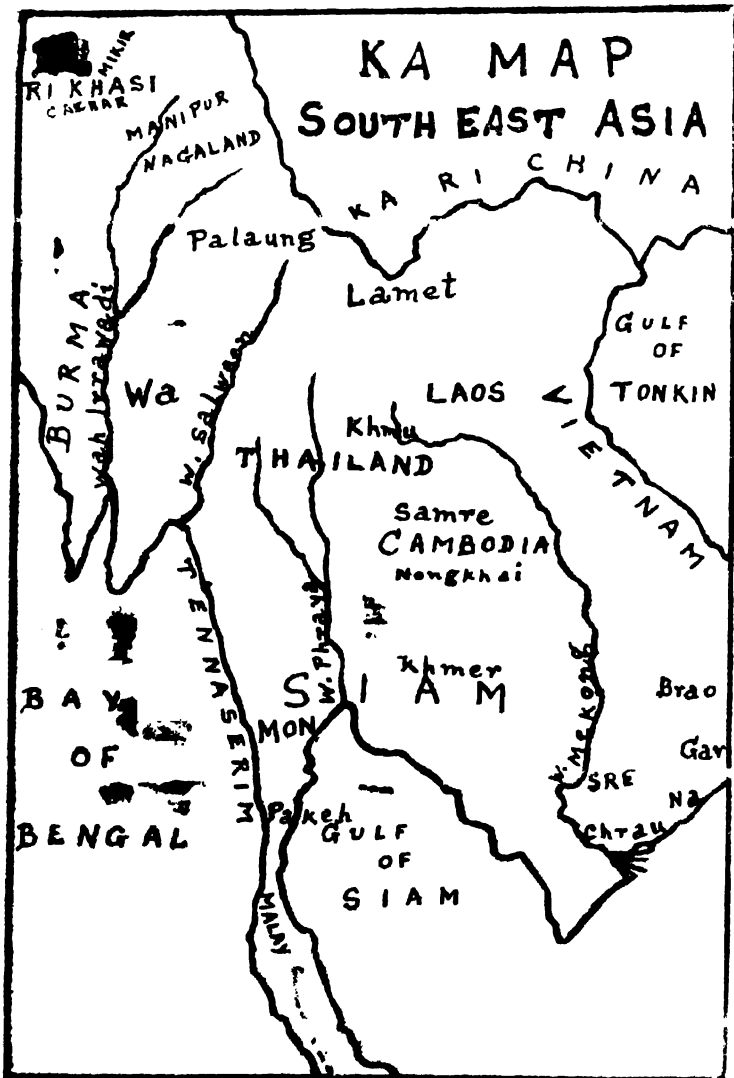 KA MAP
SOUTH EAST ASIA
MIKIR
RI KHASI
MANIPUR
NAGALAND
KA RI CHINA
Palaung
Lamet
GULF
OF
TONKIN
BURMA
Wah Irrawadi
Wa
W. Salween
LAOS
VIETNAM
Khmu
THAILAND
Samre
CAMBODIA
Nongkhai
TENNASERIM
W. Phraya
Khmer
SIAM
MON
W. Mekong
Brao
Gar
BAY
OF
BENGAL
SRE
Na
Chrau
Pakeh
GULF
OF
SIAM
MALAY